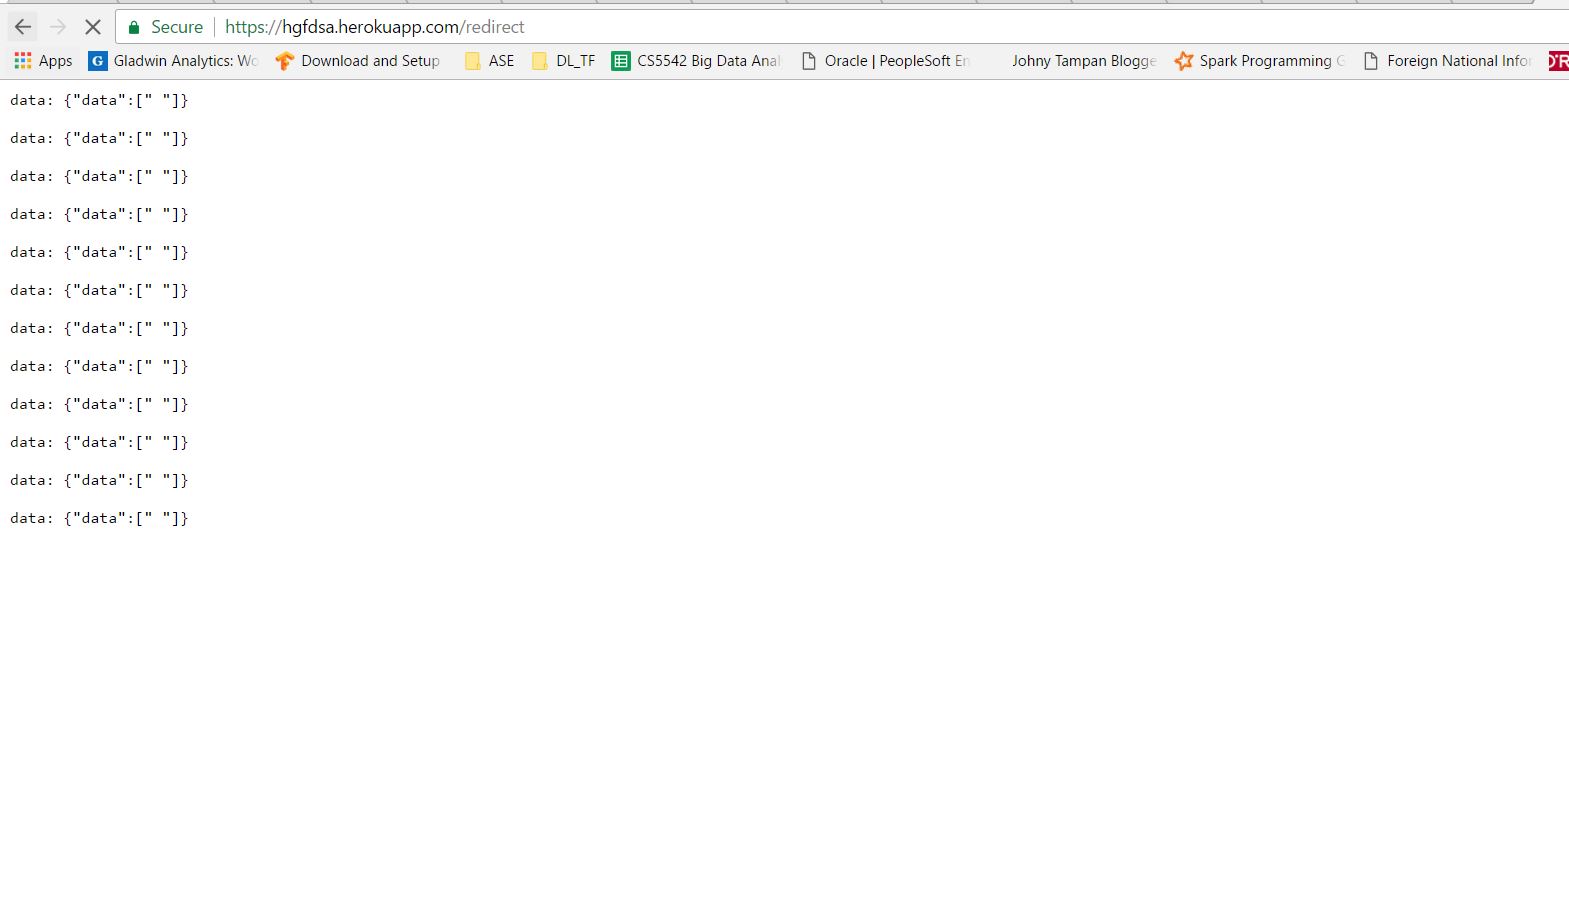 Secure https://hgfdsa.herokuapp.com/redirect
Apps Gladwin Analytics: Wo Download and Setup ASE DL_TF CS5542 Big Data Anal Oracle | PeopleSoft En Johny Tampan Blogge Spark Programming G Foreign National Infor
data: {"data":[" "]}
data: {"data":[" "]}
data: {"data":[" "]}
data: {"data":[" "]}
data: {"data":[" "]}
data: {"data":[" "]}
data: {"data":[" "]}
data: {"data":[" "]}
data: {"data":[" "]}
data: {"data":[" "]}
data: {"data":[" "]}
data: {"data":[" "]}